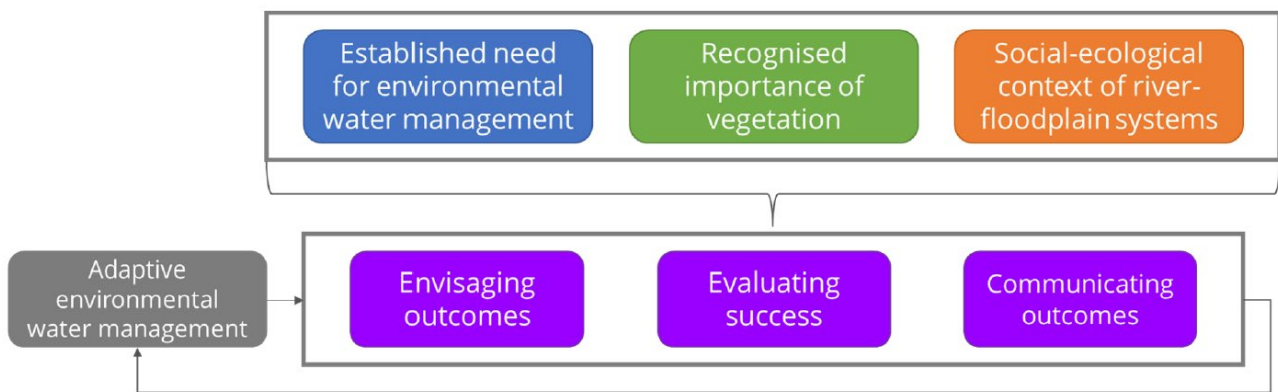 Established need
for environmental
water management
Recognised
importance of
vegetation
Social-ecological
context of river-
floodplain systems
Adaptive
environmental
water management
Envisaging
outcomes
Evaluating
success
Communicating
outcomes